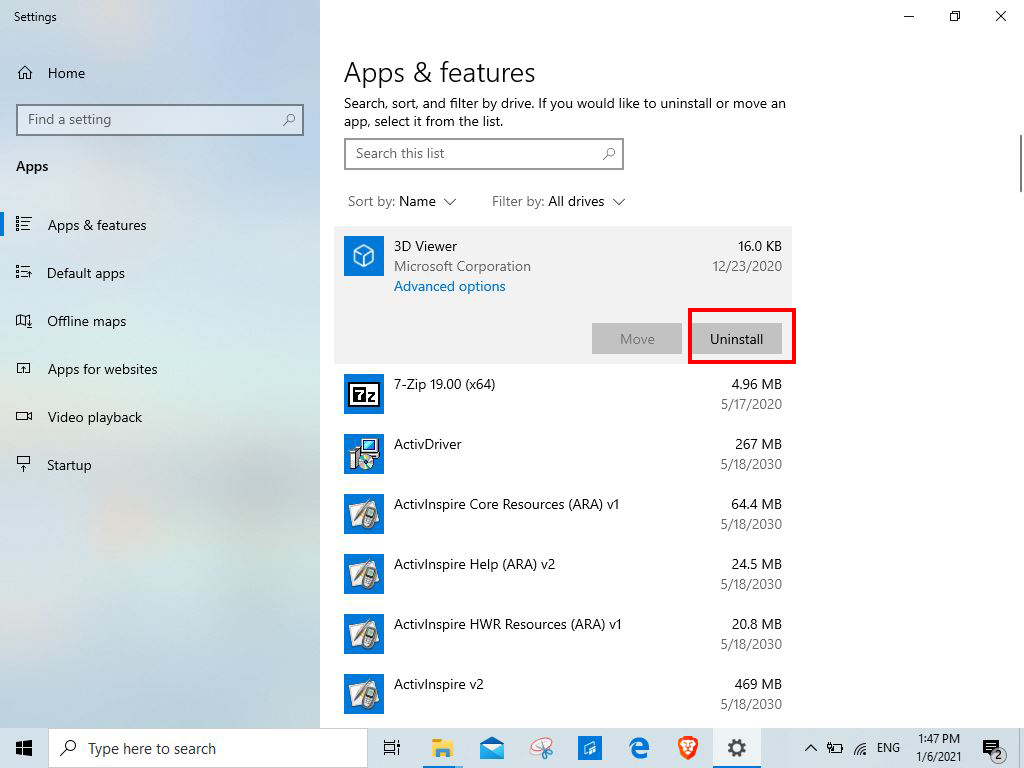 Settings
Home
Find a setting
Apps
Apps & features
Default apps
Offline maps
Apps for websites
Video playback
Startup
Apps & features
Search, sort, and filter by drive. If you would like to uninstall or move an
app, select it from the list.
Search this list
Sort by: Name Filter by: All drives
3D Viewer 16.0 KB
Microsoft Corporation 12/23/2020
Advanced options
Move Uninstall
7-Zip 19.00 (x64) 4.96 MB
7z 5/17/2020
ActivDriver 267 MB
5/18/2030
ActivInspire Core Resources (ARA) v1 64.4 MB
5/18/2030
ActivInspire Help (ARA) v2 24.5 MB
5/18/2030
ActivInspire HWR Resources (ARA) v1 20.8 MB
5/18/2030
ActivInspire v2 469 MB
5/18/2030
Type here to search ENG 1:47 PM
1/6/2021 2